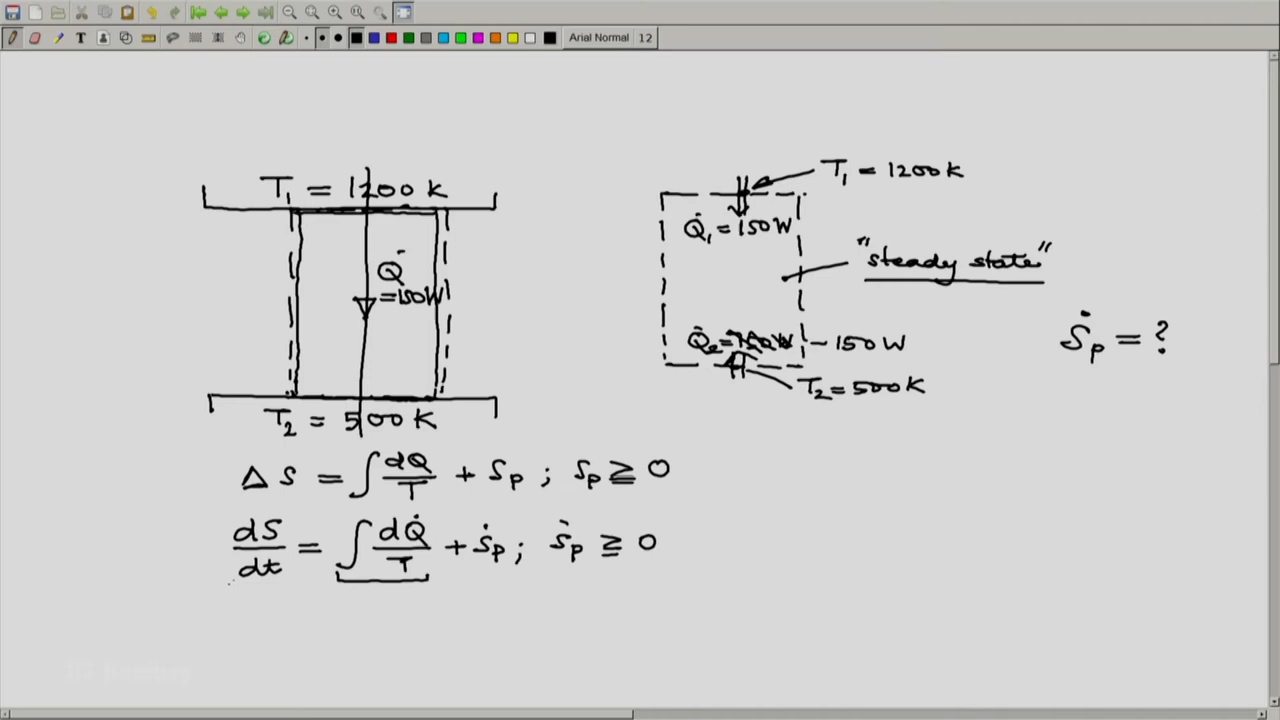 Arial Normal 12
T₁ = 1200 K
Q̇ = 150 W
T₂ = 500 K
T₁ = 1200 K
Q̇₁ = 150 W
"steady state"
Q̇₂ = - 150 W
T₂ = 500 K
Ṡp = ?
Δ S = ∫ dQ/T + Sp ; Sp ≧ 0
dS/dt = ∫ dQ̇/T + Ṡp ; Ṡp ≧ 0